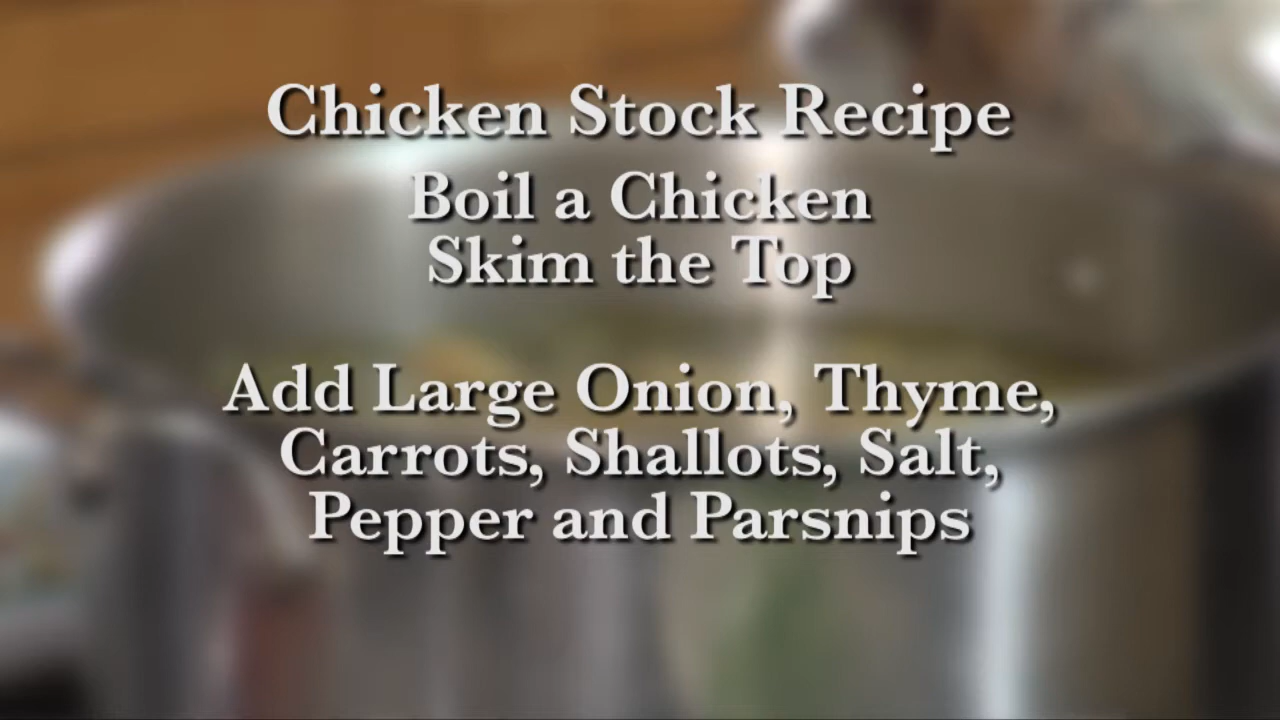 Chicken Stock Recipe
Boil a Chicken
Skim the Top
Add Large Onion, Thyme,
Carrots, Shallots, Salt,
Pepper and Parsnips